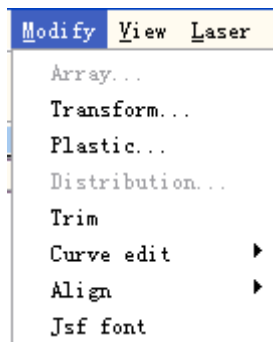 Modify View Laser
Array...
Transform...
Plastic...
Distribution...
Trim
Curve edit
Align
Jsf font